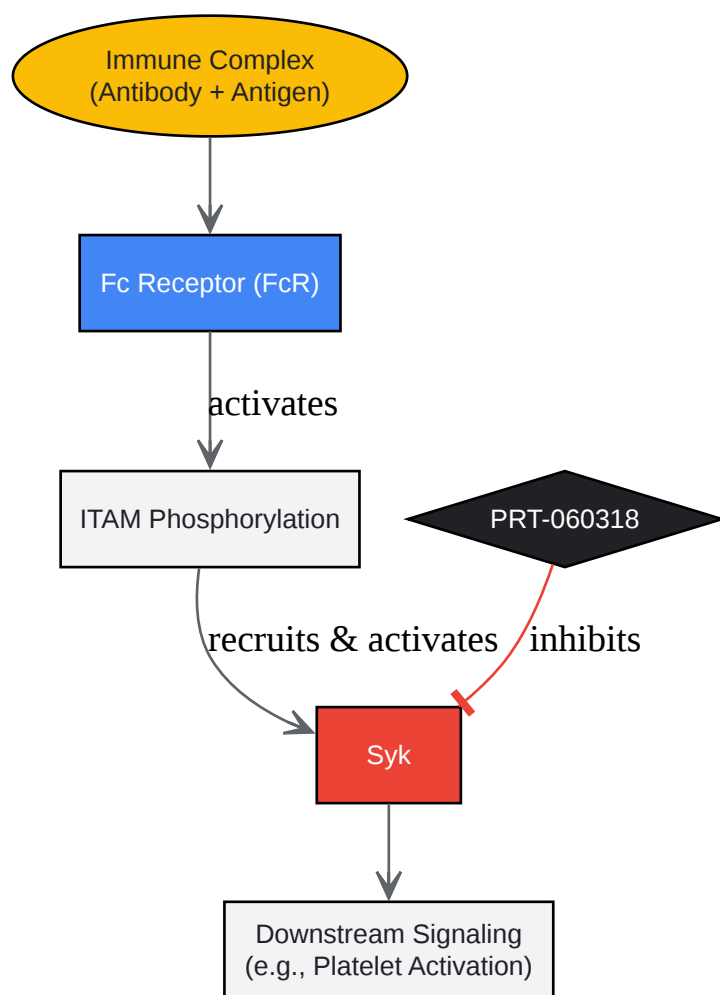 Immune Complex
(Antibody + Antigen)
Fc Receptor (FcR)
activates
ITAM Phosphorylation
PRT-060318
recruits & activates
inhibits
Syk
Downstream Signaling
(e.g., Platelet Activation)